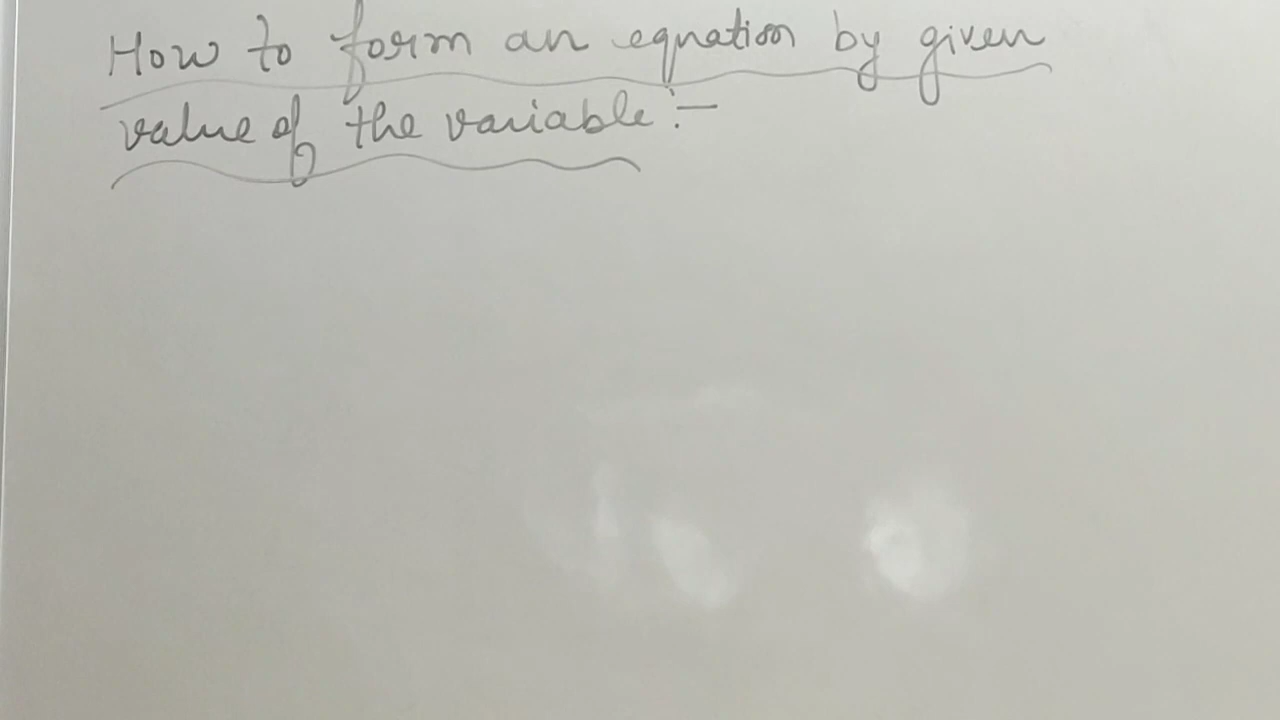 How to form an equation by given
value of the variable :-